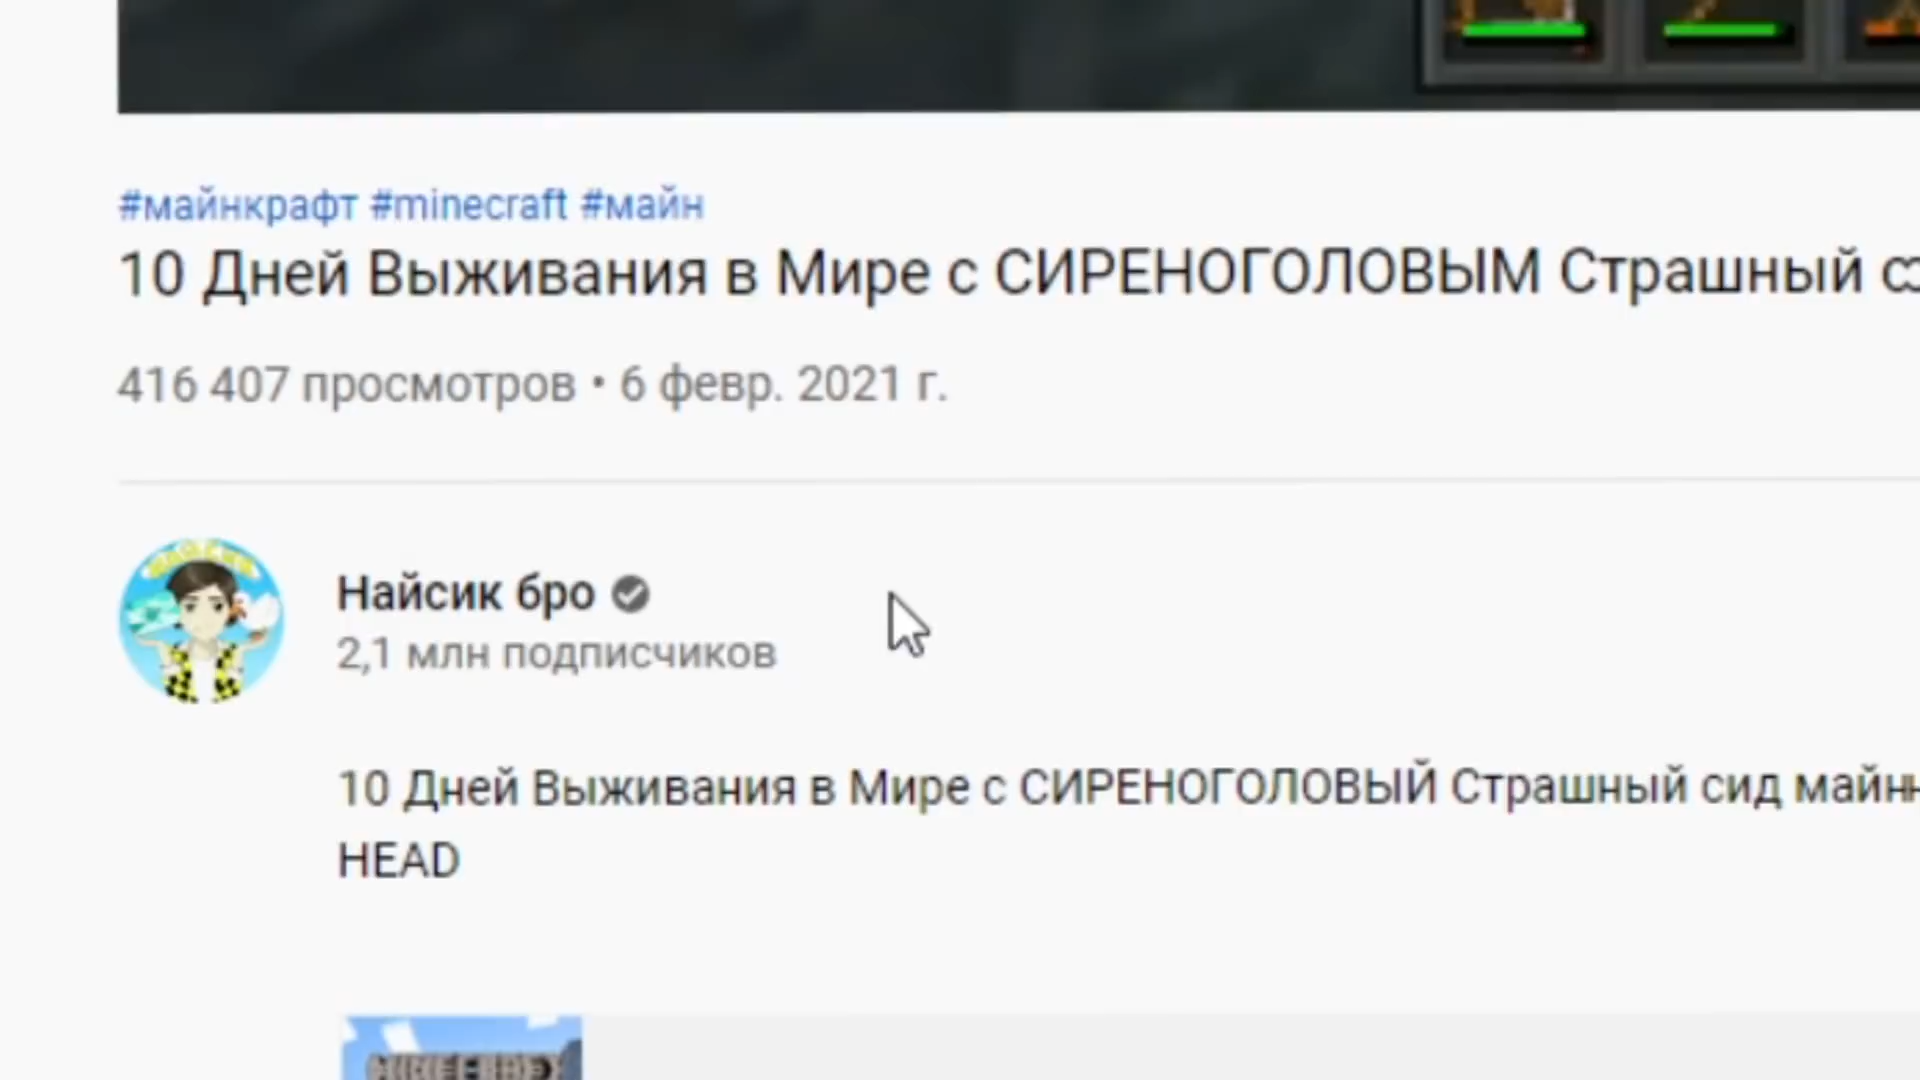 #майнкрафт #minecraft #майн
10 Дней Выживания в Мире с СИРЕНОГОЛОВЫМ Страшный
416 407 просмотров • 6 февр. 2021 г.
Найсик бро
2,1 млн подписчиков
10 Дней Выживания в Мире с СИРЕНОГОЛОВЫЙ Страшный сид
HEAD
MINECRAFT